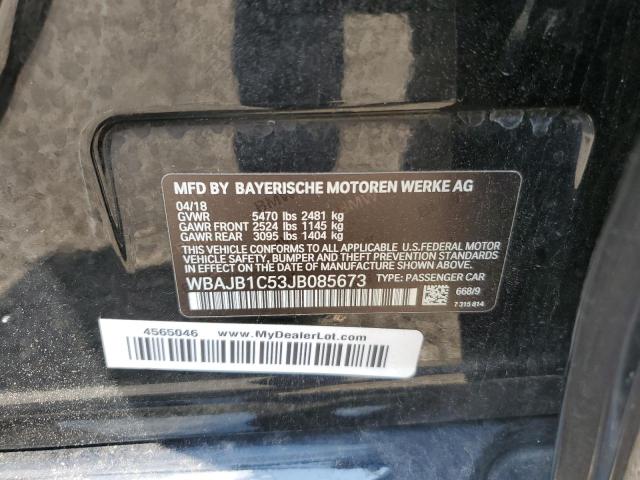 MFD BY BAYERISCHE MOTOREN WERKE AG
04/18
GVWR 5470 lbs 2481 kg
GAWR FRONT 2524 lbs 1145 kg
GAWR REAR 3095 lbs 1404 kg
THIS VEHICLE CONFORMS TO ALL APPLICABLE U.S.FEDERAL MOTOR
VEHICLE SAFETY, BUMPER AND THEFT PREVENTION STANDARDS
IN EFFECT ON THE DATE OF MANUFACTURE SHOWN ABOVE.
WBAJB1C53JB085673 TYPE: PASSENGER CAR
668/9
7 315 814
4565046 www.MyDealerLot.com